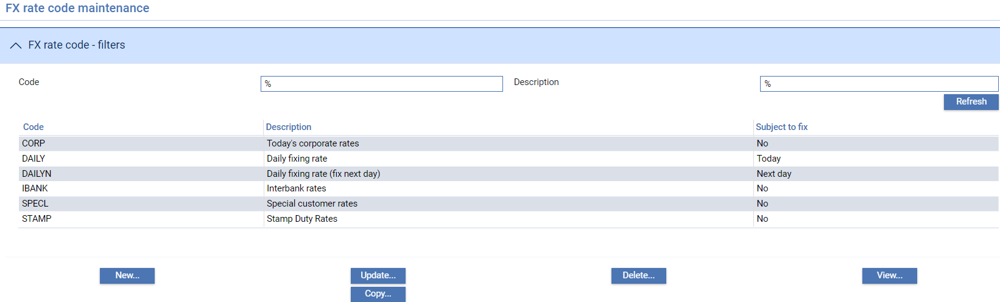 FX rate code maintenance
FX rate code - filters
Code % Description %
Refresh
Code Description Subject to fix
CORP Today's corporate rates No
DAILY Daily fixing rate Today
DAILYN Daily fixing rate (fix next day) Next day
IBANK Interbank rates No
SPECL Special customer rates No
STAMP Stamp Duty Rates No
New... Update... Delete... View...
Copy...